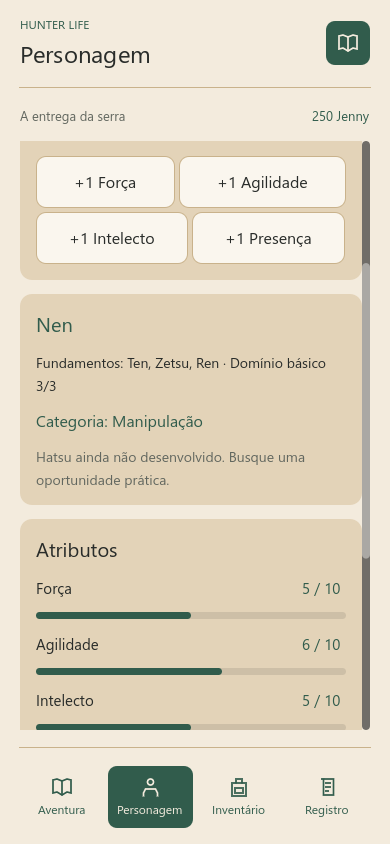 HUNTER LIFE
Personagem
A entrega da serra
250 Jenny
+1 Força
+1 Agilidade
+1 Intelecto
+1 Presença
Nen
Fundamentos: Ten, Zetsu, Ren · Domínio básico
3/3
Categoria: Manipulação
Hatsu ainda não desenvolvido. Busque uma
oportunidade prática.
Atributos
Força
5 / 10
Agilidade
6 / 10
Intelecto
5 / 10
Aventura
Personagem
Inventário
Registro